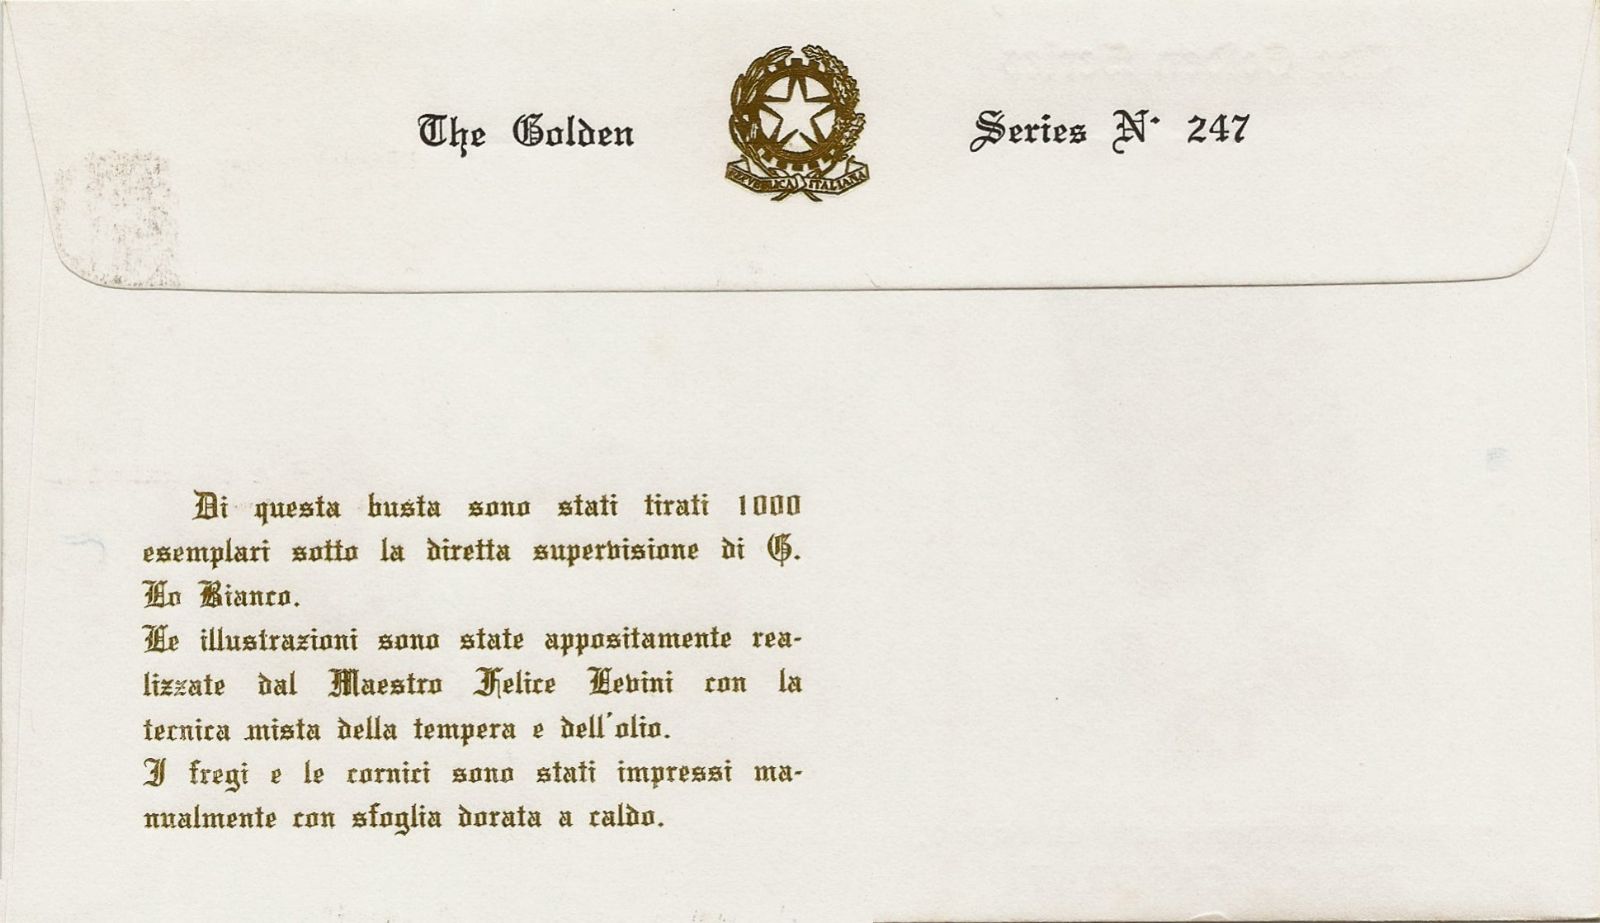 The Golden Series N· 247
REPVBBLICA ITALIANA
Di questa busta sono stati tirati 1000
esemplari sotto la diretta supervisione di G.
Lo Bianco.
Le illustrazioni sono state appositamente rea-
lizzate dal Maestro Felice Levini con la
tecnica mista della tempera e dell'olio.
I fregi e le cornici sono stati impressi ma-
nualmente con sfoglia dorata a caldo.